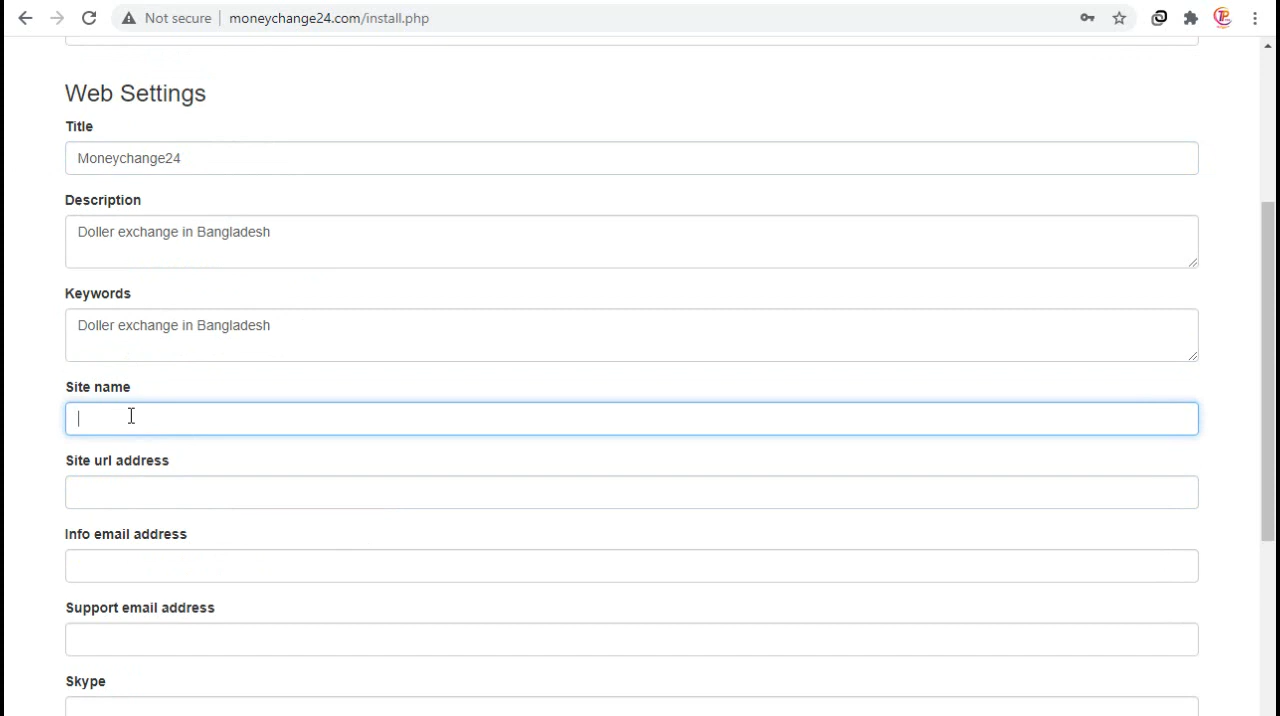 Not secure
moneychange24.com/install.php
Web Settings
Title
Moneychange24
Description
Doller exchange in Bangladesh
Keywords
Doller exchange in Bangladesh
Site name
Site url address
Info email address
Support email address
Skype